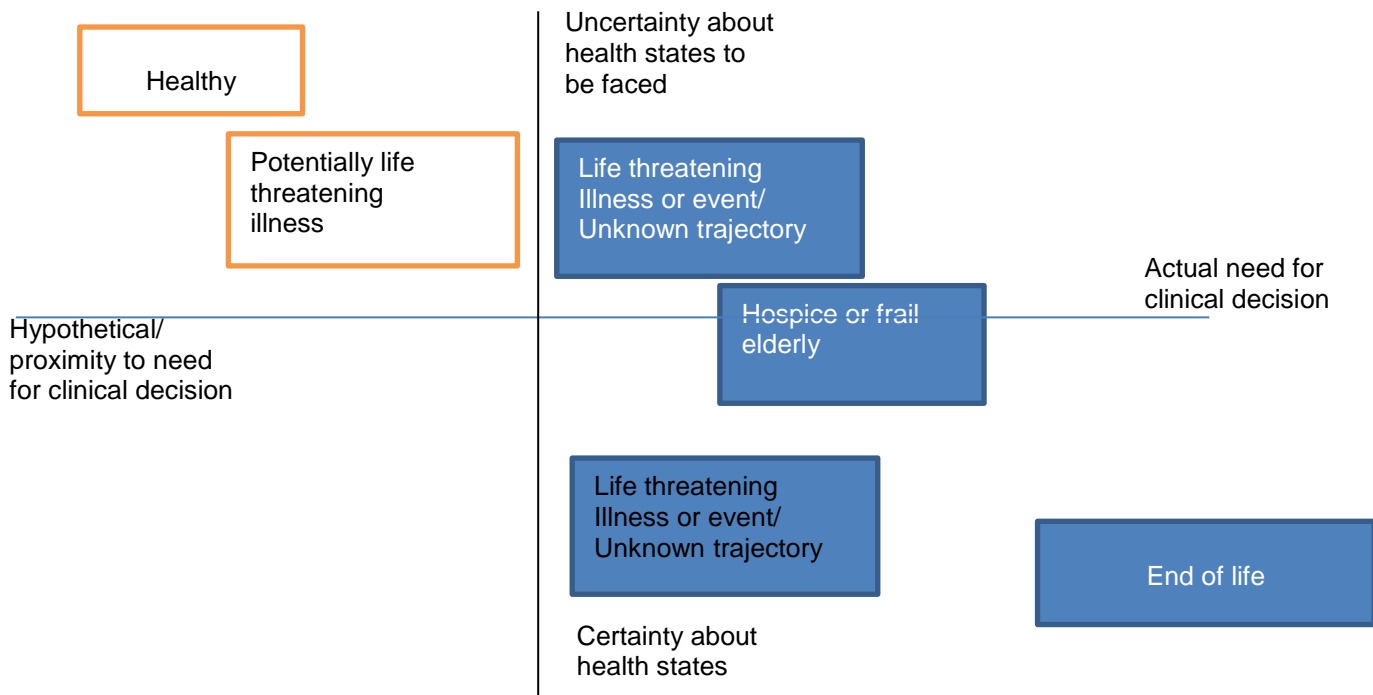 Uncertainty about
health states to
be faced
Healthy
Potentially life
threatening
illness
Life threatening
Illness or event/
Unknown trajectory
Actual need for
clinical decision
Hospice or frail
elderly
Hypothetical/
proximity to need
for clinical decision
Life threatening
Illness or event/
Unknown trajectory
End of life
Certainty about
health states